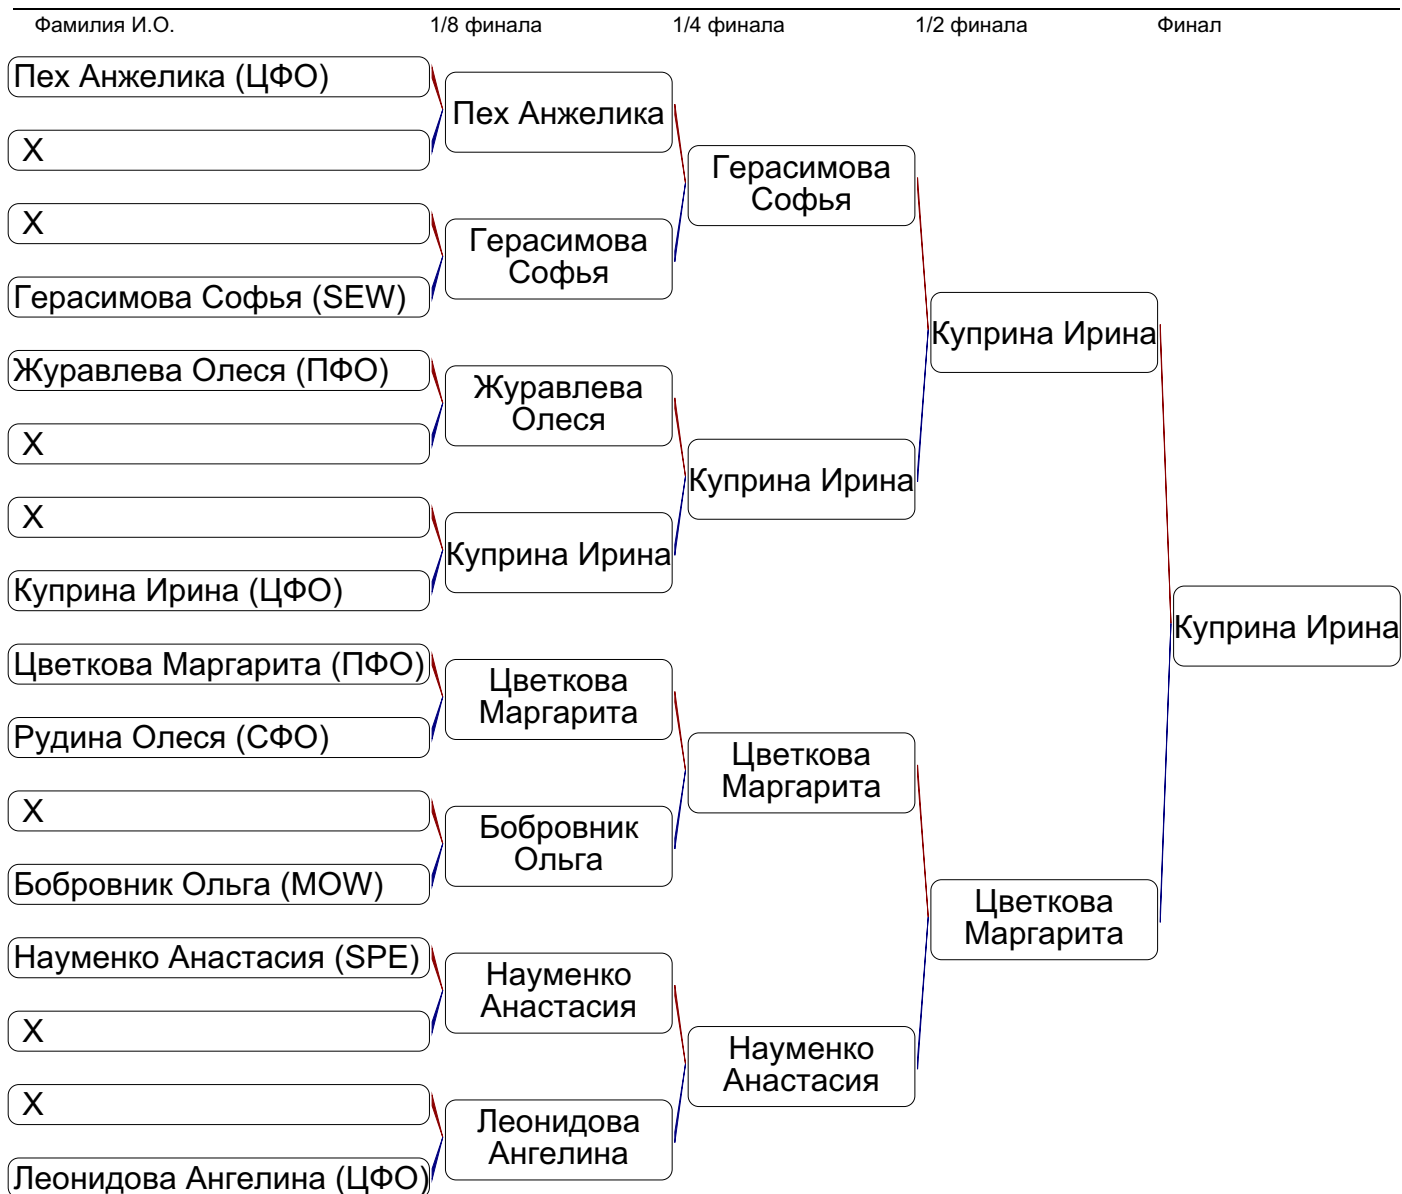 Фамилия И.О.
1/8 финала
1/4 финала
1/2 финала
Финал
Пех Анжелика (ЦФО)
X
X
Герасимова Софья (SEW)
Журавлева Олеся (ПФО)
X
X
Куприна Ирина (ЦФО)
Цветкова Маргарита (ПФО)
Рудина Олеся (СФО)
X
Бобровник Ольга (MOW)
Науменко Анастасия (SPE)
X
X
Леонидова Ангелина (ЦФО)
Пех Анжелика
Герасимова
Софья
Журавлева
Олеся
Куприна Ирина
Цветкова
Маргарита
Бобровник
Ольга
Науменко
Анастасия
Леонидова
Ангелина
Герасимова
Софья
Куприна Ирина
Цветкова
Маргарита
Науменко
Анастасия
Куприна Ирина
Цветкова
Маргарита
Куприна Ирина